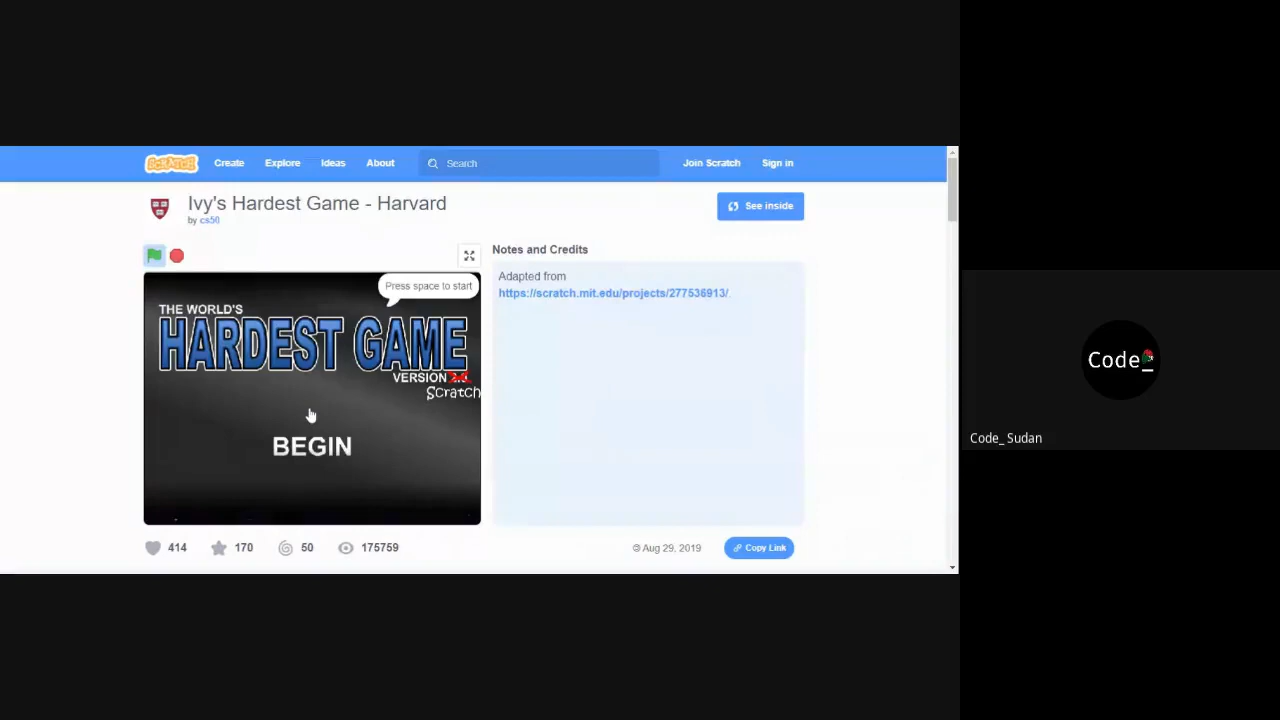 SCRATCH Create Explore Ideas About Search Join Scratch Sign in
Ivy's Hardest Game - Harvard
by cs50
See inside
Notes and Credits
Adapted from
https://scratch.mit.edu/projects/277536913/.
Press space to start
THE WORLD'S
HARDEST GAME
VERSION
Scratch
BEGIN
414 170 50 175759
© Aug 29, 2019
Copy Link
Code_
Code_ Sudan